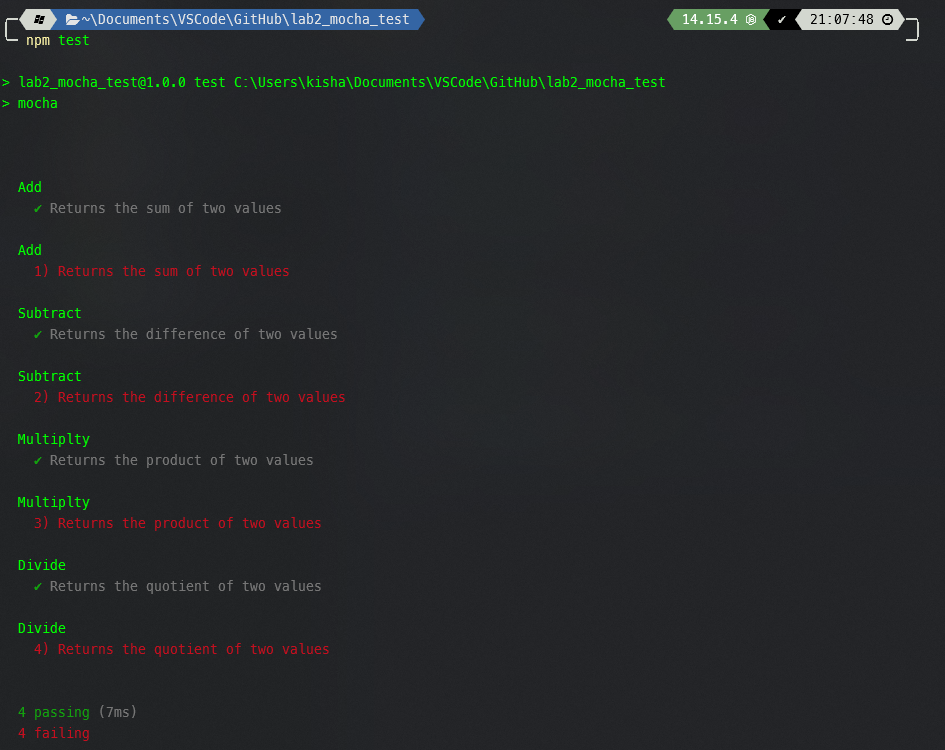 ~\Documents\VSCode\GitHub\lab2_mocha_test 14.15.4 ✔ 21:07:48
npm test
> lab2_mocha_test@1.0.0 test C:\Users\kisha\Documents\VSCode\GitHub\lab2_mocha_test
> mocha
Add
✔ Returns the sum of two values
Add
1) Returns the sum of two values
Subtract
✔ Returns the difference of two values
Subtract
2) Returns the difference of two values
Multiplty
✔ Returns the product of two values
Multiplty
3) Returns the product of two values
Divide
✔ Returns the quotient of two values
Divide
4) Returns the quotient of two values
4 passing (7ms)
4 failing